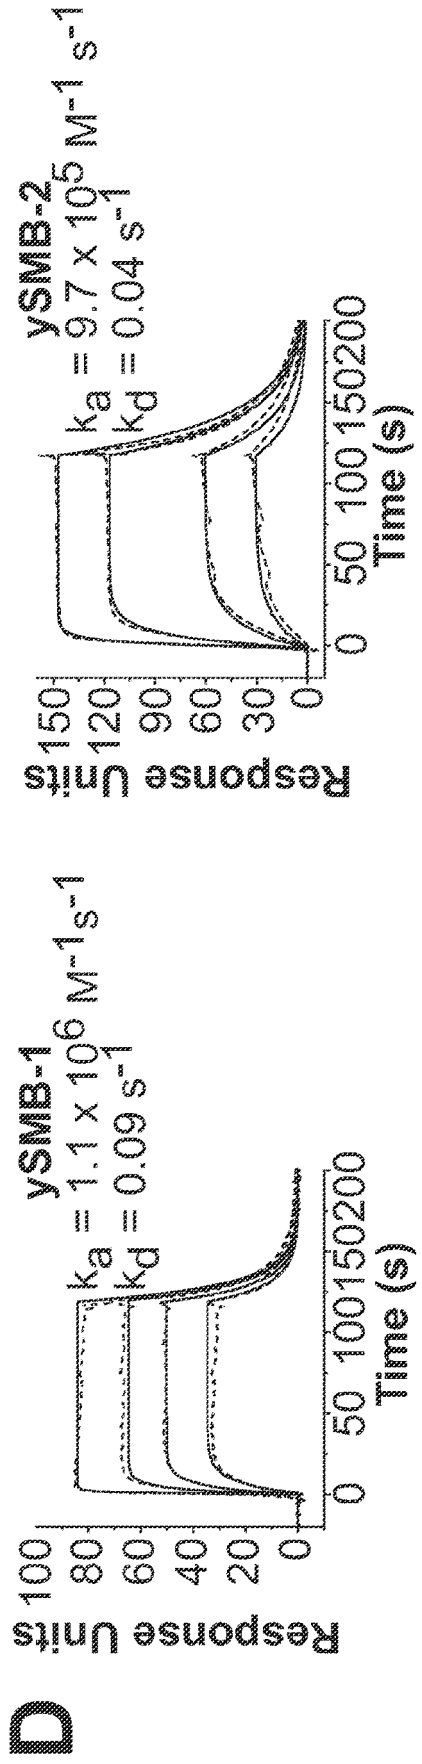 D
ySMB-1
ka = 1.1 x 10^6 M^-1s^-1
kd = 0.09 s^-1
Response Units
100
80
60
40
20
0
0 50 100 150 200
Time (s)
ySMB-2
ka = 9.7 x 10^5 M^-1 s^-1
kd = 0.04 s^-1
Response Units
150
120
90
60
30
0
0 50 100 150 200
Time (s)